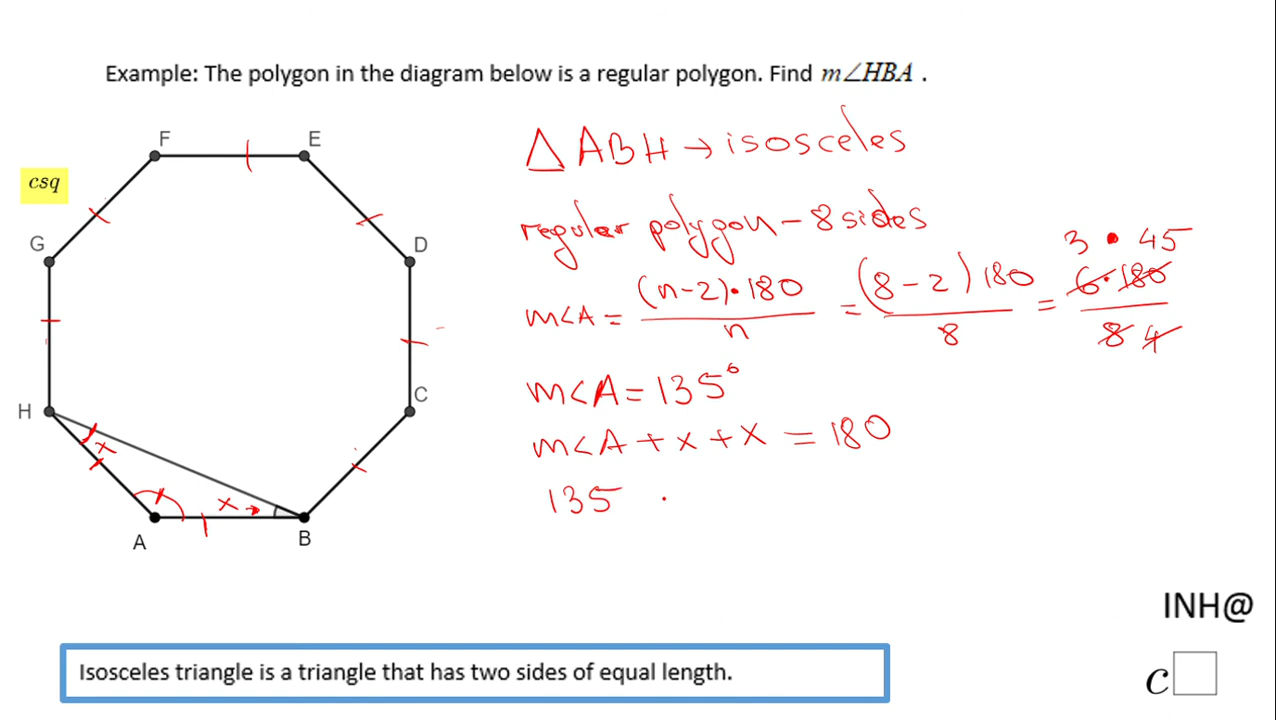 Example: The polygon in the diagram below is a regular polygon. Find m∠HBA .
csq
F
E
G
D
H
C
A
B
x
x
△ABH → isosceles
regular polygon - 8 sides
m<A = (n-2)•180 / n = (8-2)180 / 8 = 6•180 / 8 4
3 • 45
m<A = 135°
m<A + x + x = 180
135
INH@
Isosceles triangle is a triangle that has two sides of equal length.
c